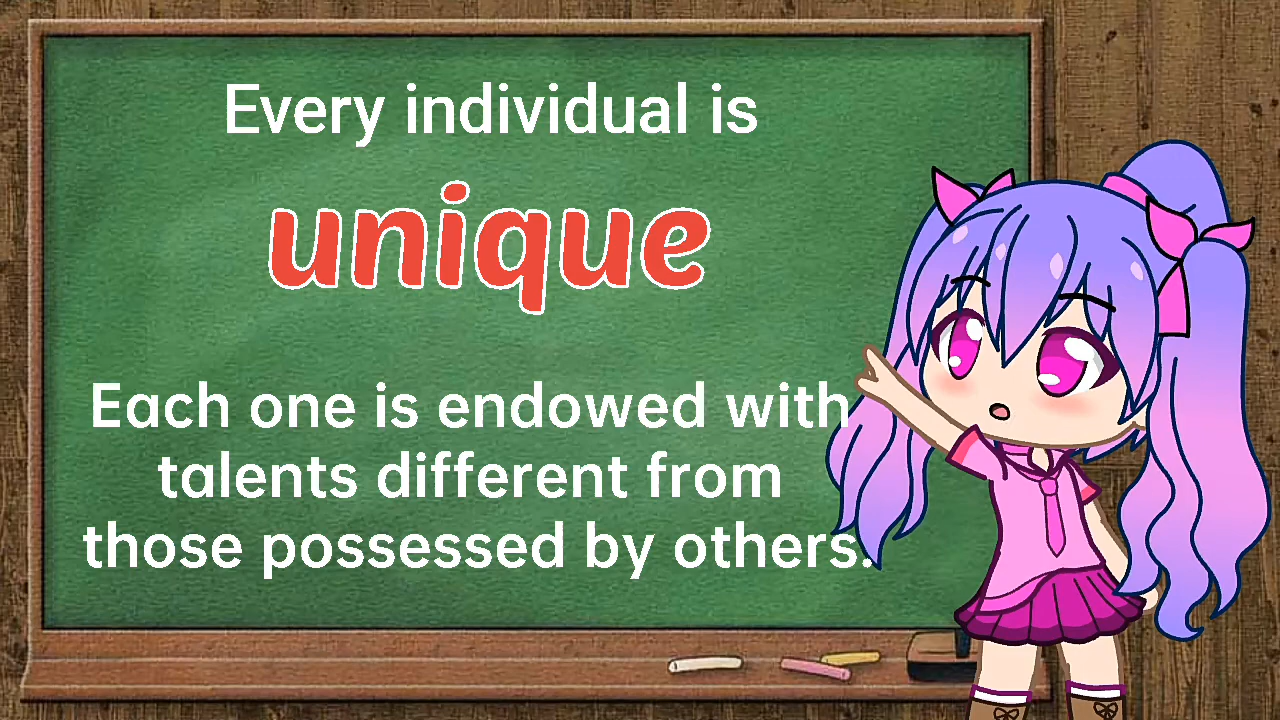 Every individual is
unique
Each one is endowed with
talents different from
those possessed by others.